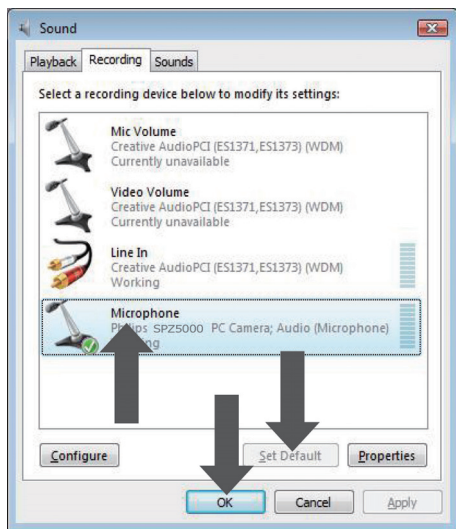 Sound
Playback Recording Sounds
Select a recording device below to modify its settings:
Mic Volume
Creative AudioPCI (ES1371,ES1373) (WDM)
Currently unavailable
Video Volume
Creative AudioPCI (ES1371,ES1373) (WDM)
Currently unavailable
Line In
Creative AudioPCI (ES1371,ES1373) (WDM)
Working
Microphone
SPZ5000 PC Camera; Audio (Microphone)
Configure Set Default Properties
OK Cancel Apply